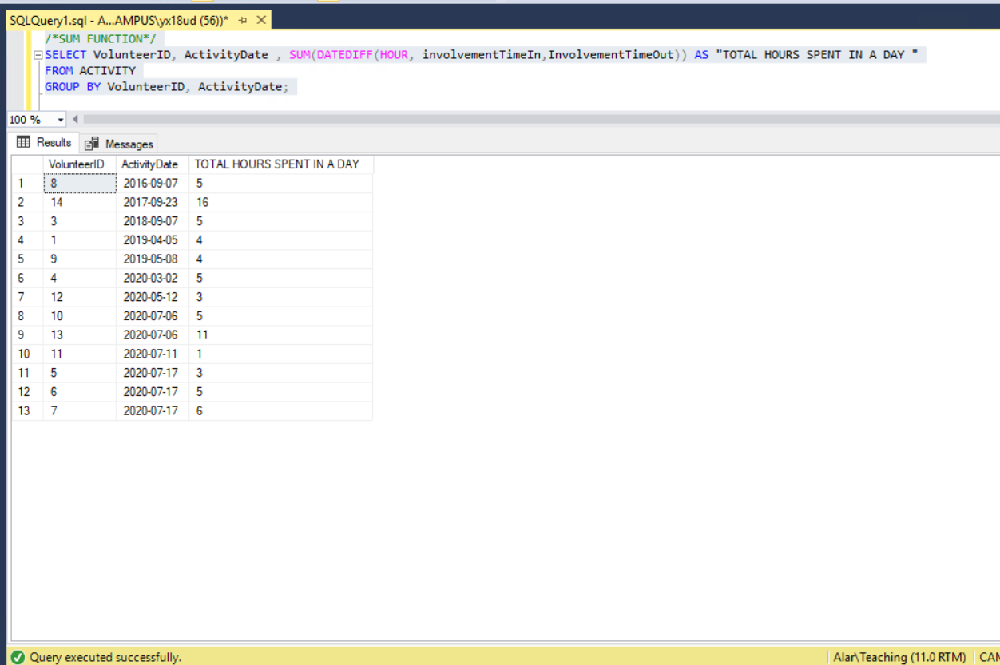 SQLQuery1.sql - A...AMPUS\yx18ud (56))*
/*SUM FUNCTION*/
SELECT VolunteerID, ActivityDate , SUM(DATEDIFF(HOUR, involvementTimeIn,InvolvementTimeOut)) AS "TOTAL HOURS SPENT IN A DAY "
FROM ACTIVITY
GROUP BY VolunteerID, ActivityDate;
100 %
Results Messages
VolunteerID ActivityDate TOTAL HOURS SPENT IN A DAY
1 8 2016-09-07 5
2 14 2017-09-23 16
3 3 2018-09-07 5
4 1 2019-04-05 4
5 9 2019-05-08 4
6 4 2020-03-02 5
7 12 2020-05-12 3
8 10 2020-07-06 5
9 13 2020-07-06 11
10 11 2020-07-11 1
11 5 2020-07-17 3
12 6 2020-07-17 5
13 7 2020-07-17 6
Query executed successfully. Alar\Teaching (11.0 RTM)